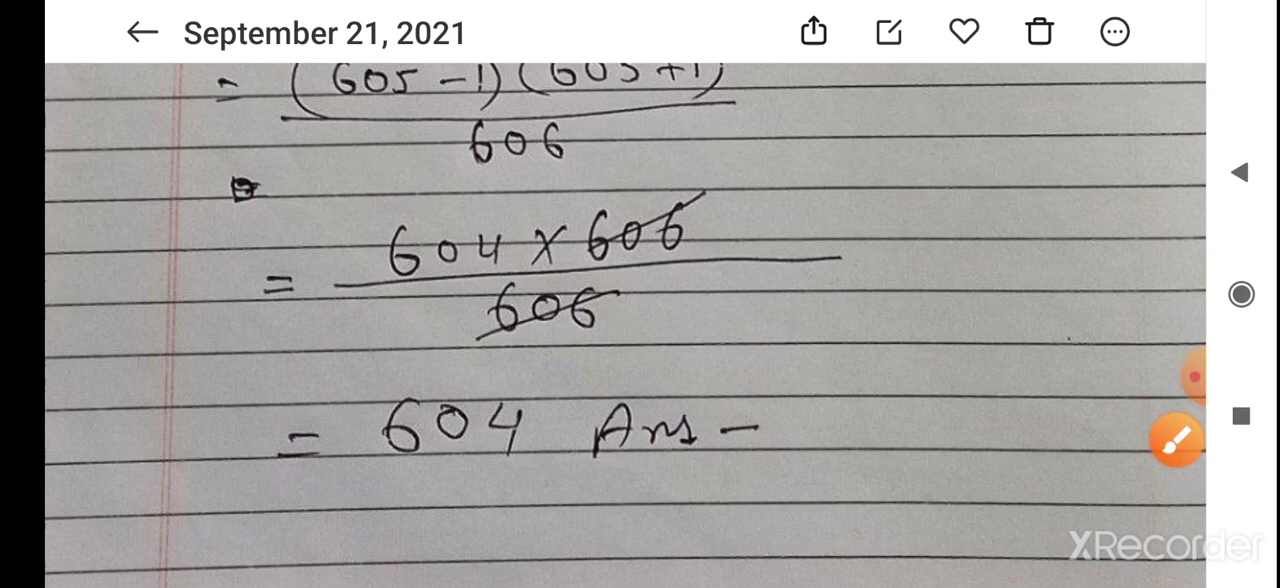 September 21, 2021
= (605 - 1) (605 + 1)
606
= 604 X 606
606
= 604 Ans -
XRecorder